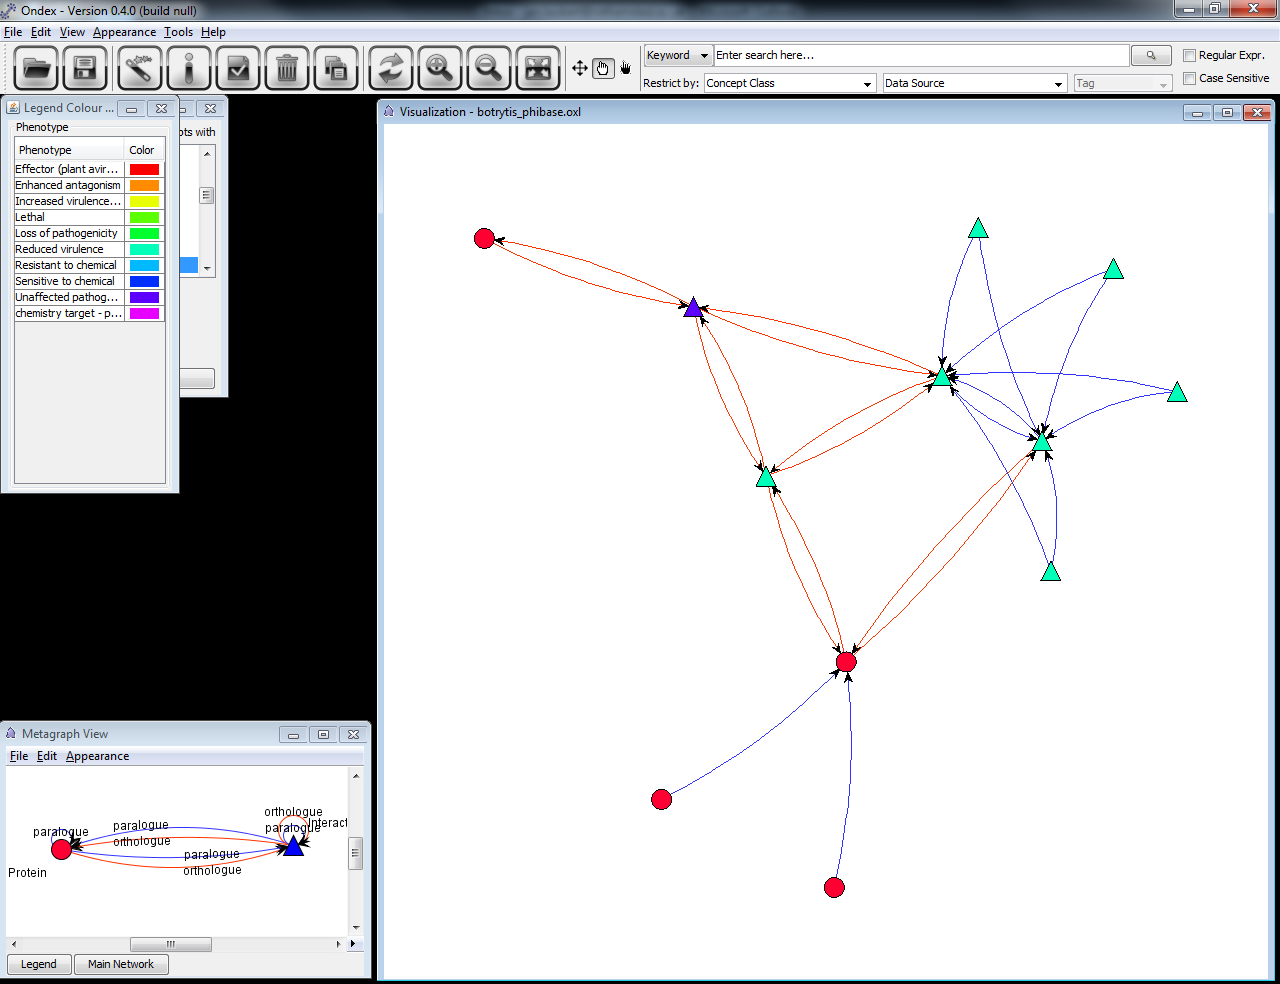 Ondex - Version 0.4.0 (build null)
File Edit View Appearance Tools Help
Keyword Enter search here... Regular Expr.
Restrict by: Concept Class Data Source Tag Case Sensitive
Legend Colour ...
Phenotype
pts with
Phenotype Color
Effector (plant avir...
Enhanced antagonism
Increased virulence...
Lethal
Loss of pathogenicity
Reduced virulence
Resistant to chemical
Sensitive to chemical
Unaffected pathog...
chemistry target - p...
Visualization - botrytis_phibase.oxl
Metagraph View
File Edit Appearance
orthologue
paralogue paralogue paralogue Interact
orthologue
paralogue
orthologue
Protein
Legend Main Network